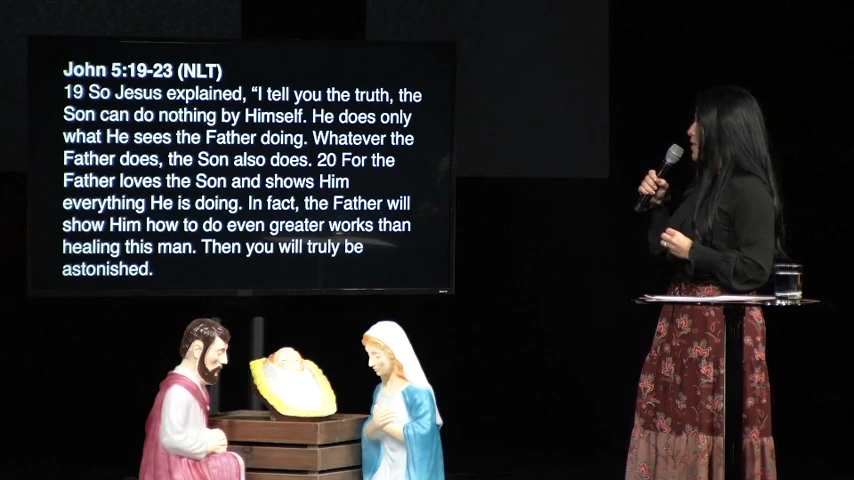 John 5:19-23 (NLT)
19 So Jesus explained, “I tell you the truth, the
Son can do nothing by Himself. He does only
what He sees the Father doing. Whatever the
Father does, the Son also does. 20 For the
Father loves the Son and shows Him
everything He is doing. In fact, the Father will
show Him how to do even greater works than
healing this man. Then you will truly be
astonished.